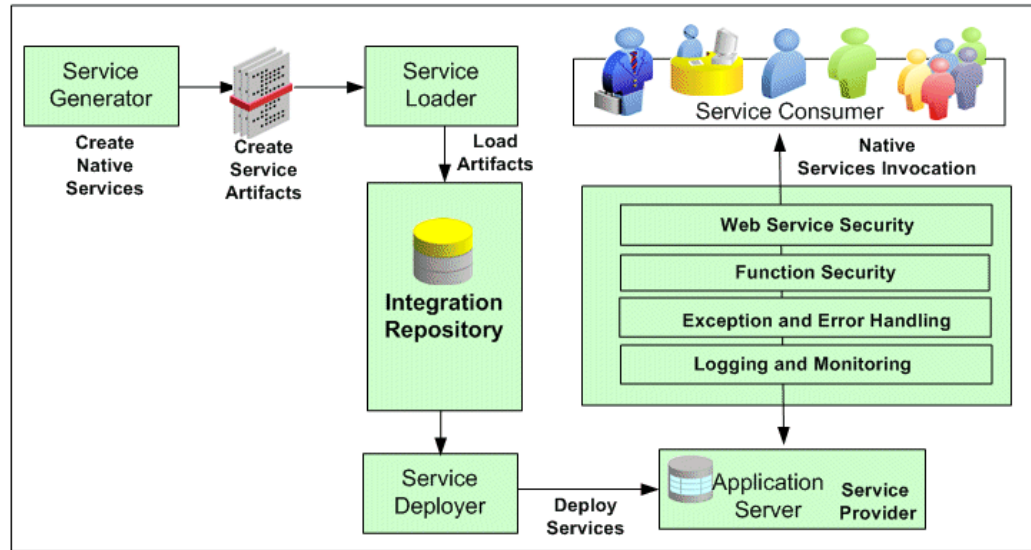 Service
Generator
Create
Native
Services
Create
Service
Artifacts
Service
Loader
Load
Artifacts
Integration
Repository
Service
Deployer
Deploy
Services
Application
Server
Service
Provider
Service Consumer
Native
Services Invocation
Web Service Security
Function Security
Exception and Error Handling
Logging and Monitoring